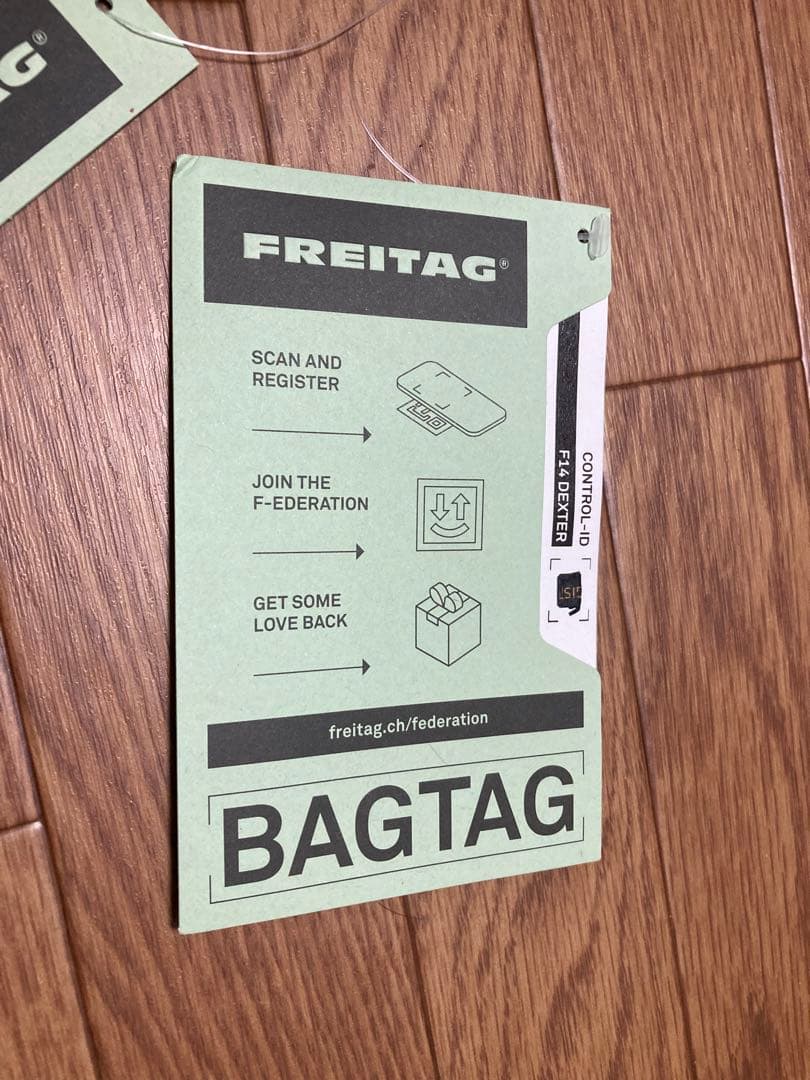 AG®
FREITAG®
SCAN AND
REGISTER
JOIN THE
F-EDERATION
GET SOME
LOVE BACK
freitag.ch/federation
BAGTAG
CONTROL-ID
F14 DEXTER